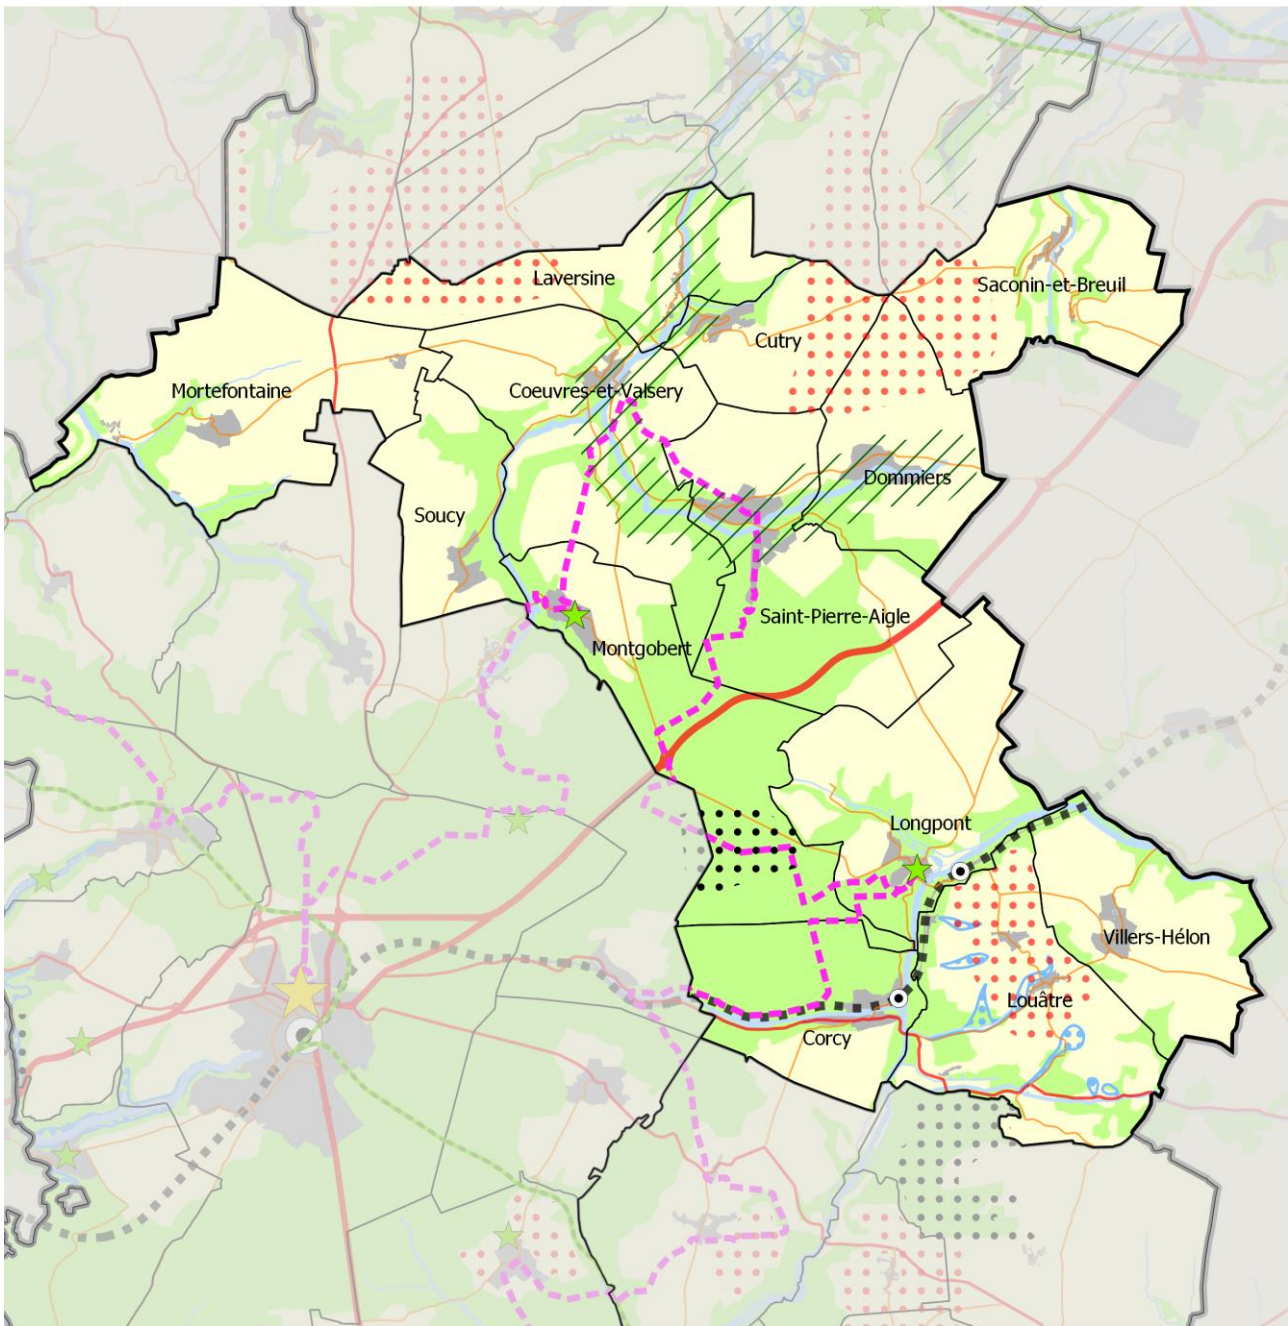 Laversine
Saconin-et-Breuil
Cutry
Mortefontaine
Coeuvres-et-Valsery
Dommiers
Soucy
Saint-Pierre-Aigle
Montgobert
Longpont
Villers-Hélon
Louâtre
Corcy